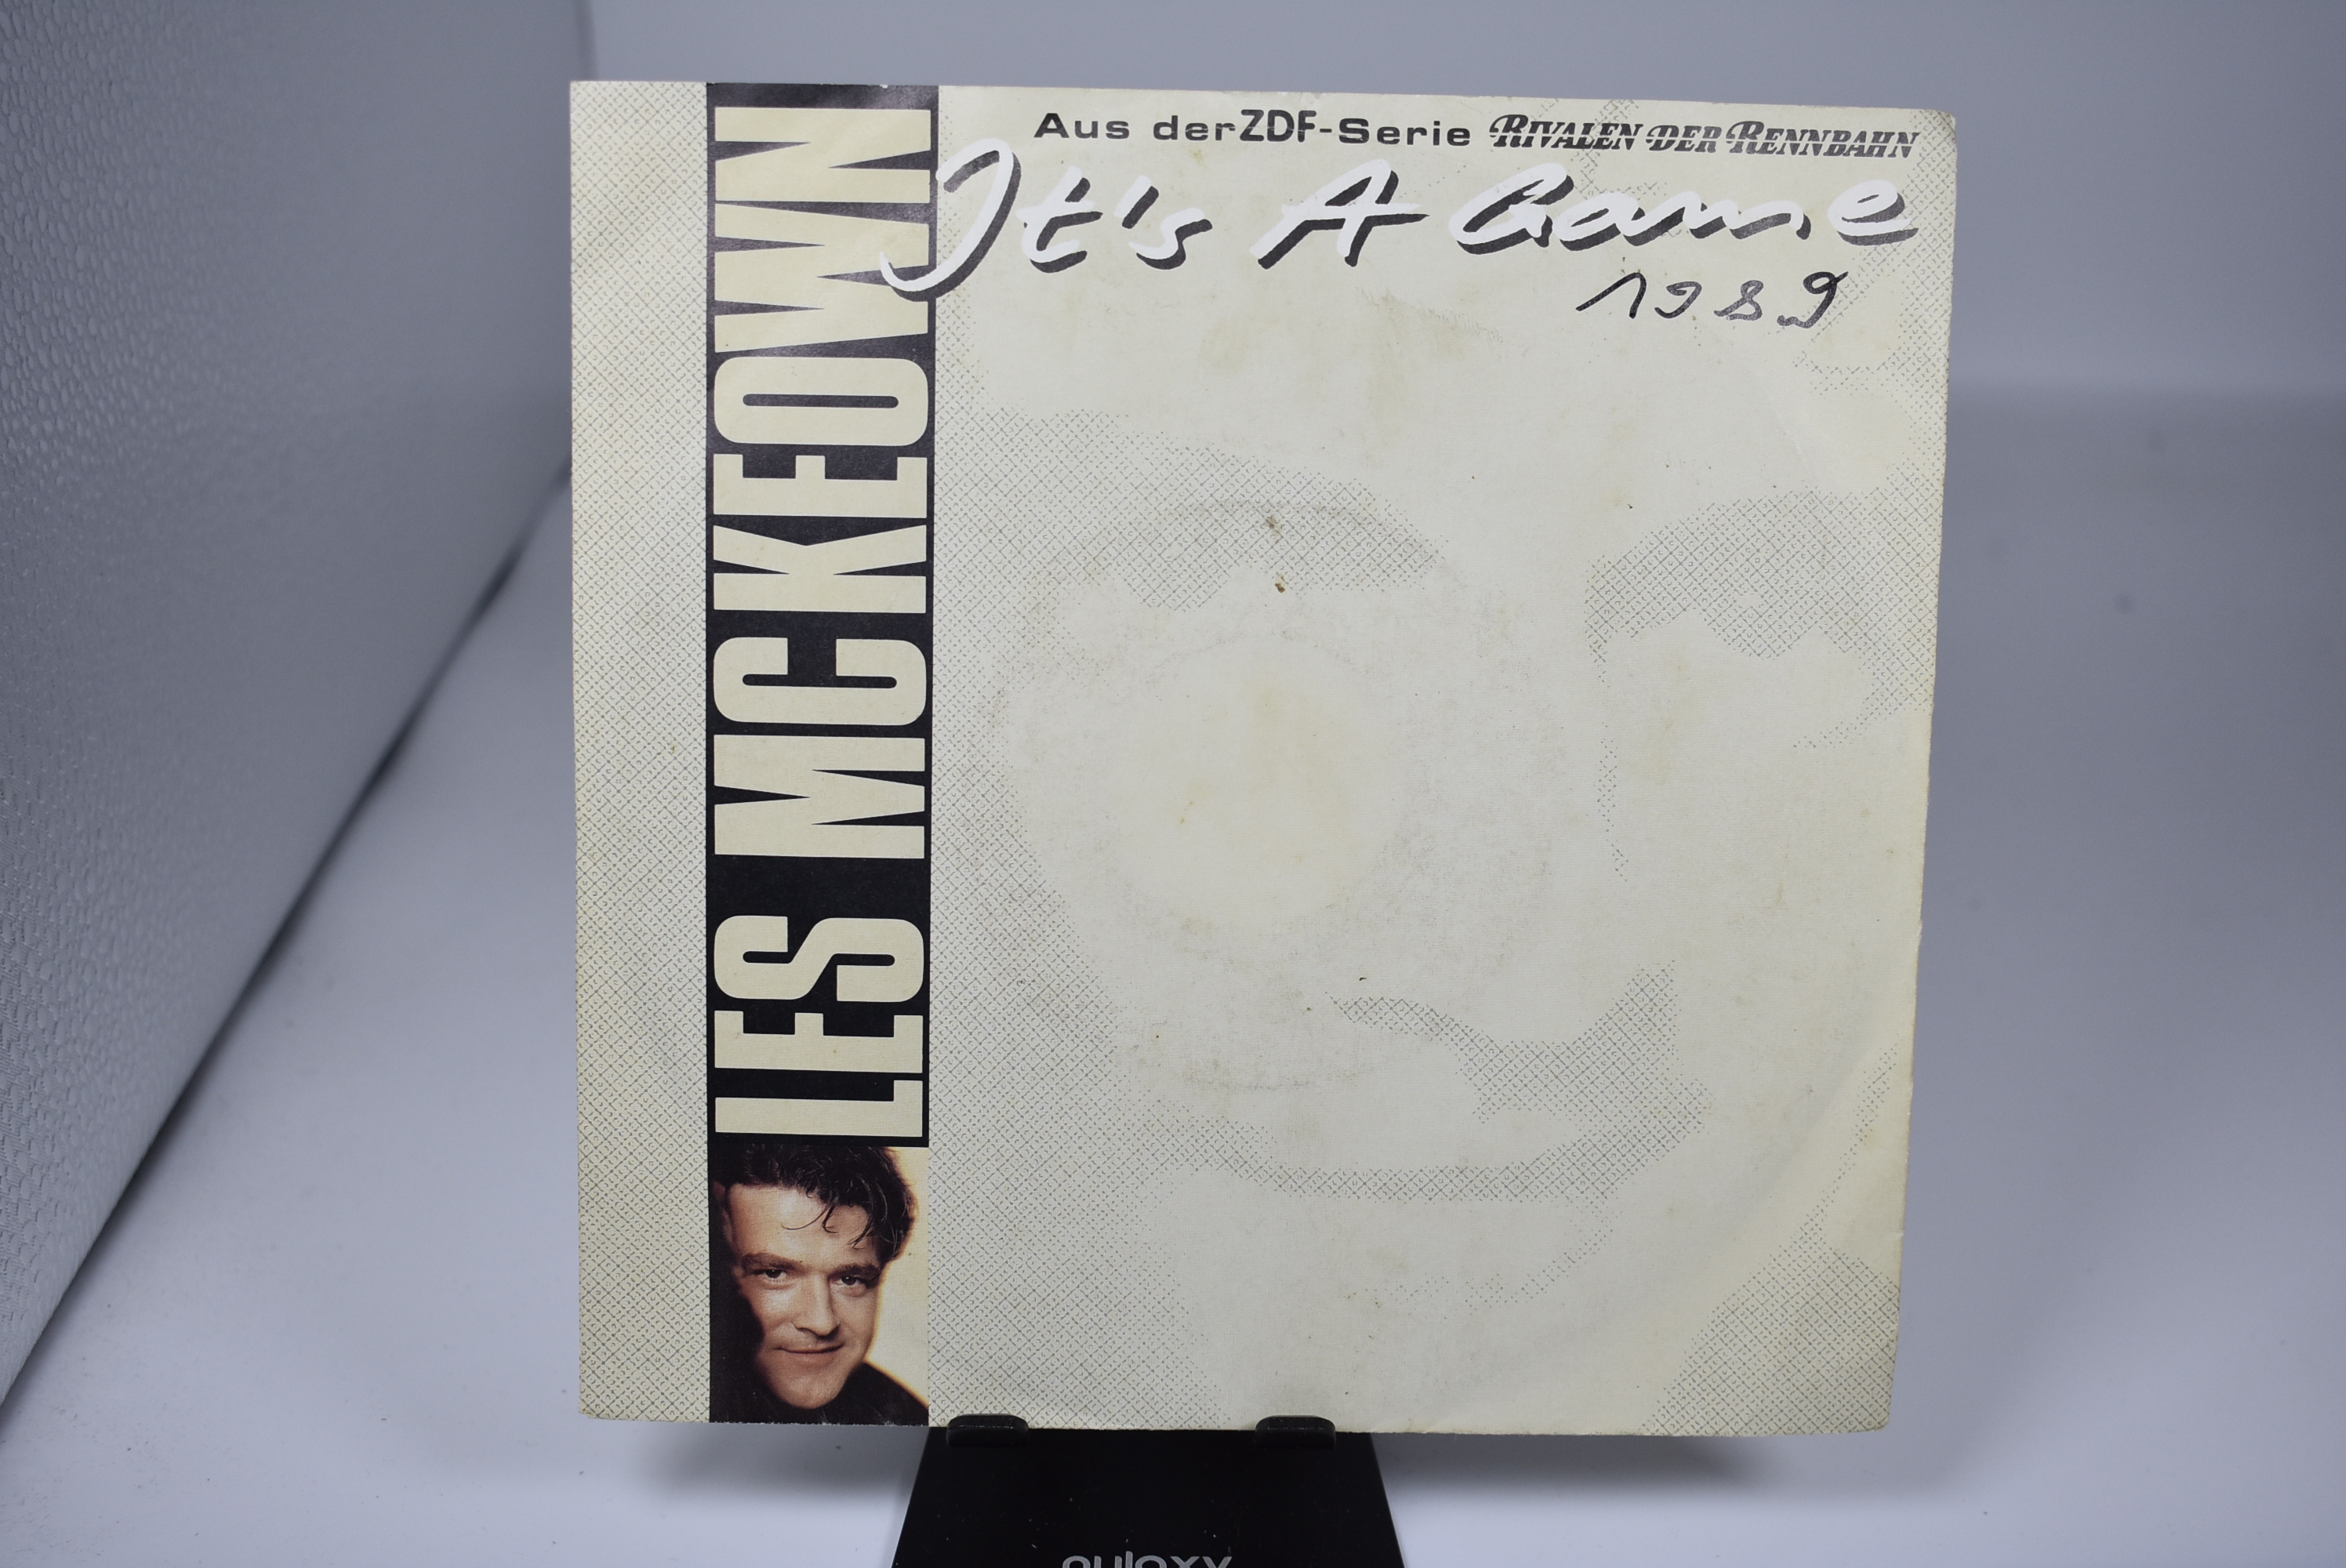 Aus der ZDF-Serie RIVALEN DER RENNBAHN
It's A Game
1989
LES MCKEOWN